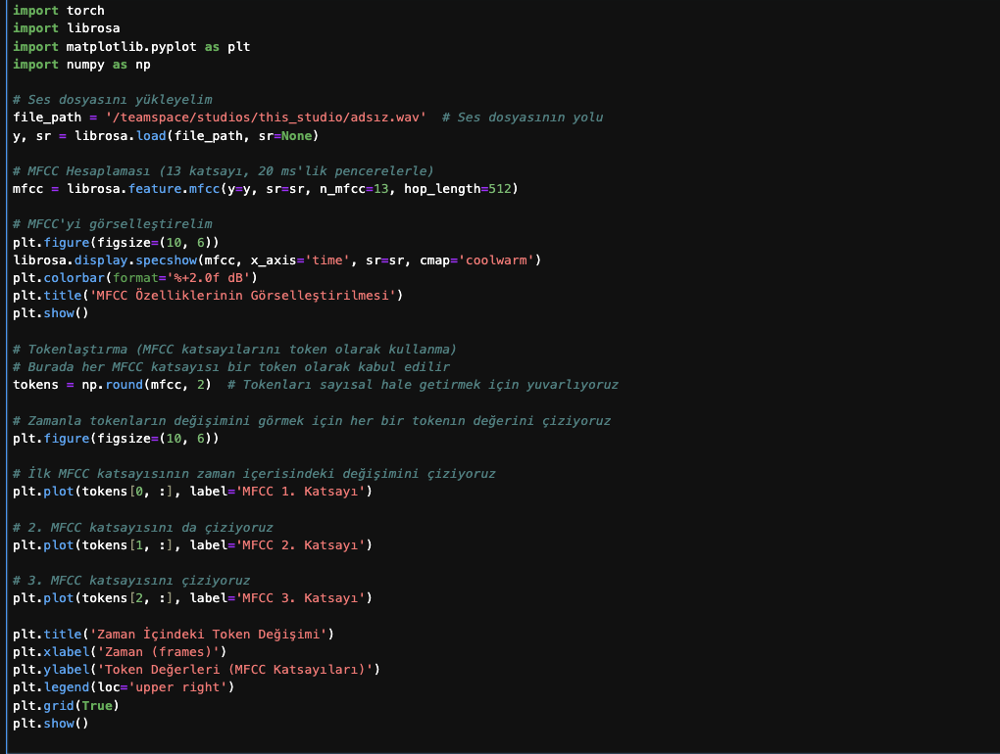 import torch
import librosa
import matplotlib.pyplot as plt
import numpy as np
# Ses dosyasını yükleyelim
file_path = '/teamspace/studios/this_studio/adsız.wav'  # Ses dosyasının yolu
y, sr = librosa.load(file_path, sr=None)
# MFCC Hesaplaması (13 katsayı, 20 ms'lik pencerelerle)
mfcc = librosa.feature.mfcc(y=y, sr=sr, n_mfcc=13, hop_length=512)
# MFCC'yi görselleştirelim
plt.figure(figsize=(10, 6))
librosa.display.specshow(mfcc, x_axis='time', sr=sr, cmap='coolwarm')
plt.colorbar(format='%+2.0f dB')
plt.title('MFCC Özelliklerinin Görselleştirilmesi')
plt.show()
# Tokenlaştırma (MFCC katsayılarını token olarak kullanma)
# Burada her MFCC katsayısı bir token olarak kabul edilir
tokens = np.round(mfcc, 2)  # Tokenları sayısal hale getirmek için yuvarlıyoruz
# Zamanla tokenların değişimini görmek için her bir tokenın değerini çiziyoruz
plt.figure(figsize=(10, 6))
# İlk MFCC katsayısının zaman içerisindeki değişimini çiziyoruz
plt.plot(tokens[0, :], label='MFCC 1. Katsayı')
# 2. MFCC katsayısını da çiziyoruz
plt.plot(tokens[1, :], label='MFCC 2. Katsayı')
# 3. MFCC katsayısını çiziyoruz
plt.plot(tokens[2, :], label='MFCC 3. Katsayı')
plt.title('Zaman İçindeki Token Değişimi')
plt.xlabel('Zaman (frames)')
plt.ylabel('Token Değerleri (MFCC Katsayıları)')
plt.legend(loc='upper right')
plt.grid(True)
plt.show()